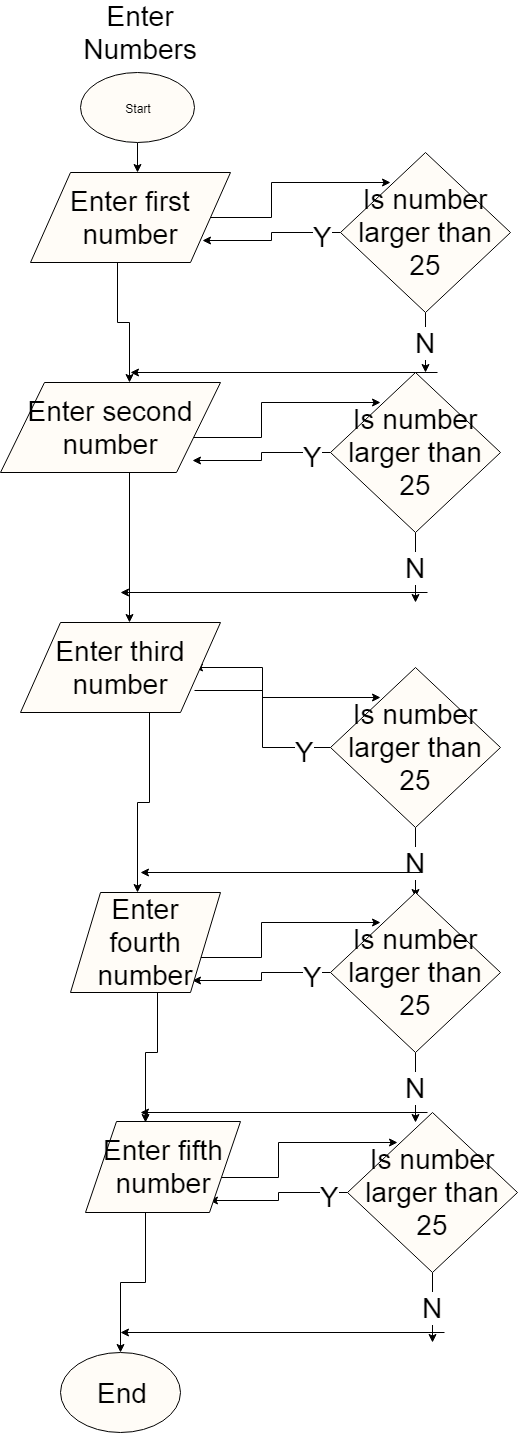 Enter
Numbers
Start
Enter first
number
Is number
larger than
25
Y
N
Enter second
number
Is number
larger than
25
Y
N
Enter third
number
Is number
larger than
25
Y
N
Enter
fourth
number
Is number
larger than
25
Y
N
Enter fifth
number
Is number
larger than
25
Y
N
End